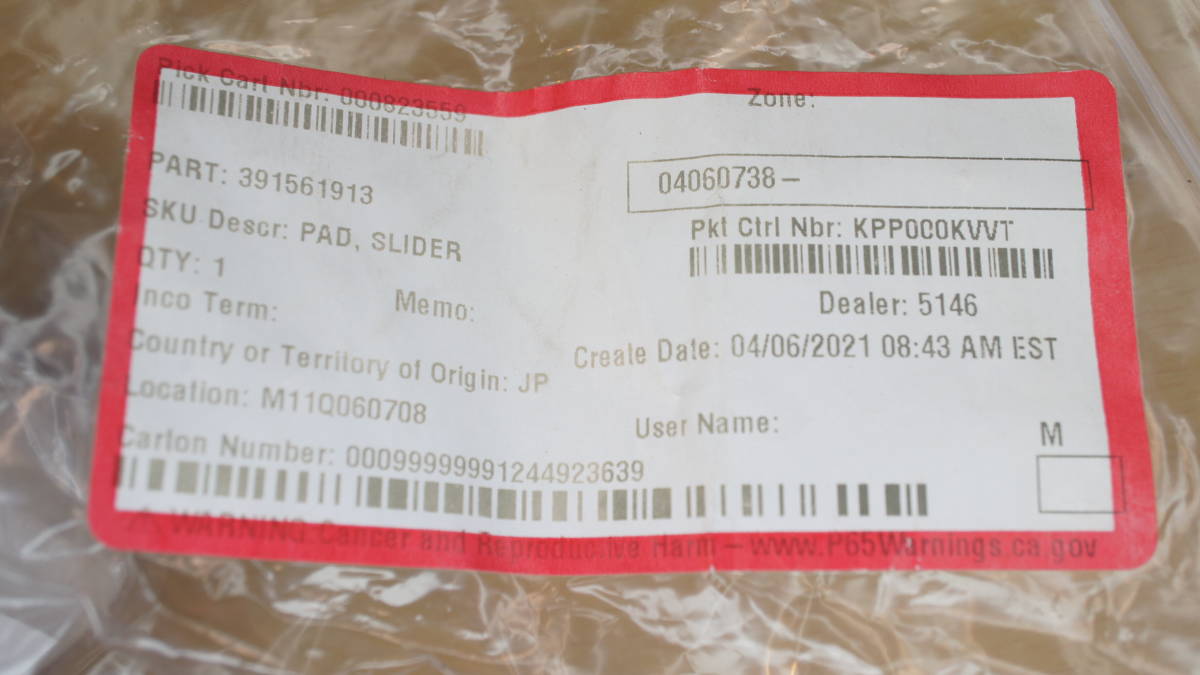 Pick Cart Nbr: 000823559
Zone:
PART: 391561913
04060738–
SKU Descr: PAD, SLIDER
Pkt Ctrl Nbr: KPP000KVVT
QTY: 1
Inco Term:
Memo:
Dealer: 5146
Country or Territory of Origin: JP
Create Date: 04/06/2021 08:43 AM EST
Location: M11Q060708
User Name:
M
Carton Number: 00099999991244923639
⚠ WARNING Cancer and Reproductive Harm – www.P65Warnings.ca.gov